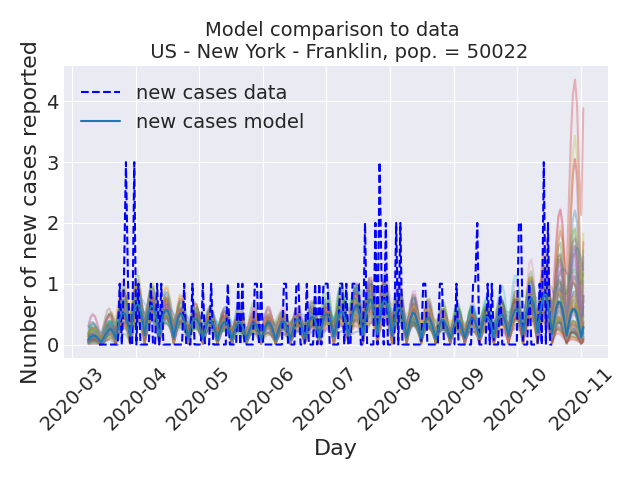 Model comparison to data
US - New York - Franklin, pop. = 50022
Number of new cases reported
4
3
2
1
0
new cases data
new cases model
2020-03
2020-04
2020-05
2020-06
2020-07
2020-08
2020-09
2020-10
2020-11
Day